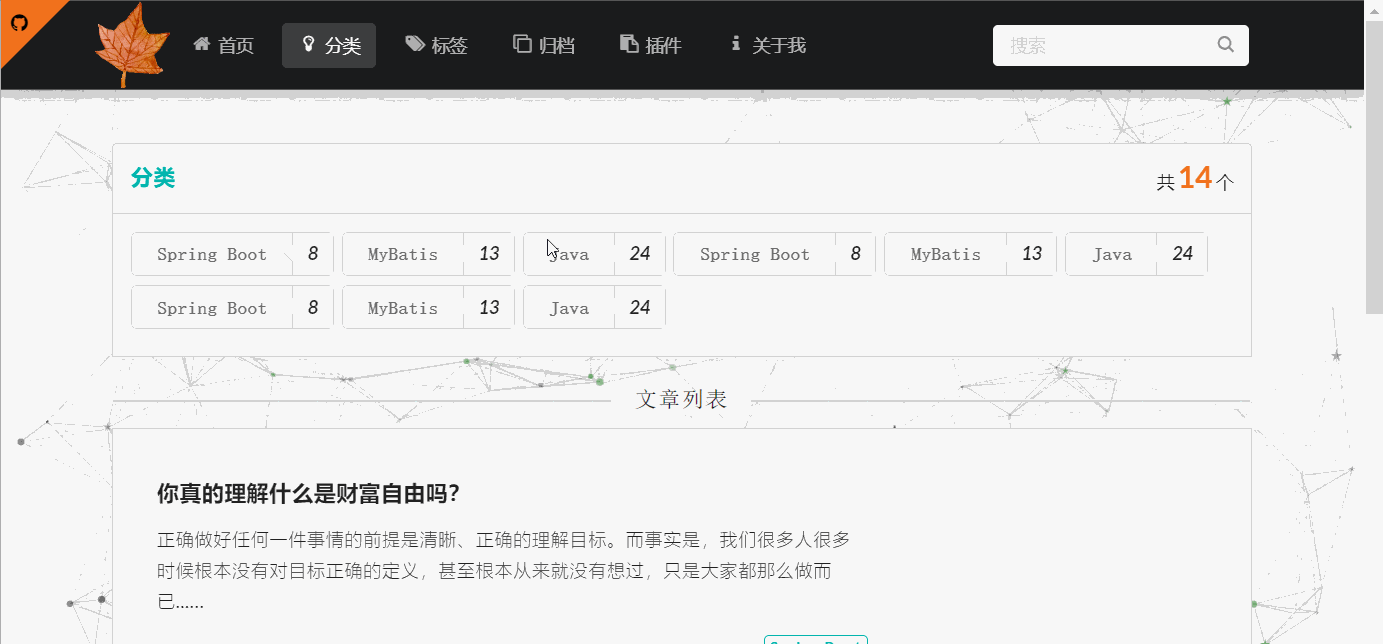 首页 分类 标签 归档 插件 关于我 搜索
分类 共14个
Spring Boot 8 MyBatis 13 Java 24 Spring Boot 8 MyBatis 13 Java 24
Spring Boot 8 MyBatis 13 Java 24
文章列表
你真的理解什么是财富自由吗？
正确做好任何一件事情的前提是清晰、正确的理解目标。而事实是，我们很多人很多
时候根本没有对目标正确的定义，甚至根本从来就没有想过，只是大家都那么做而
已......